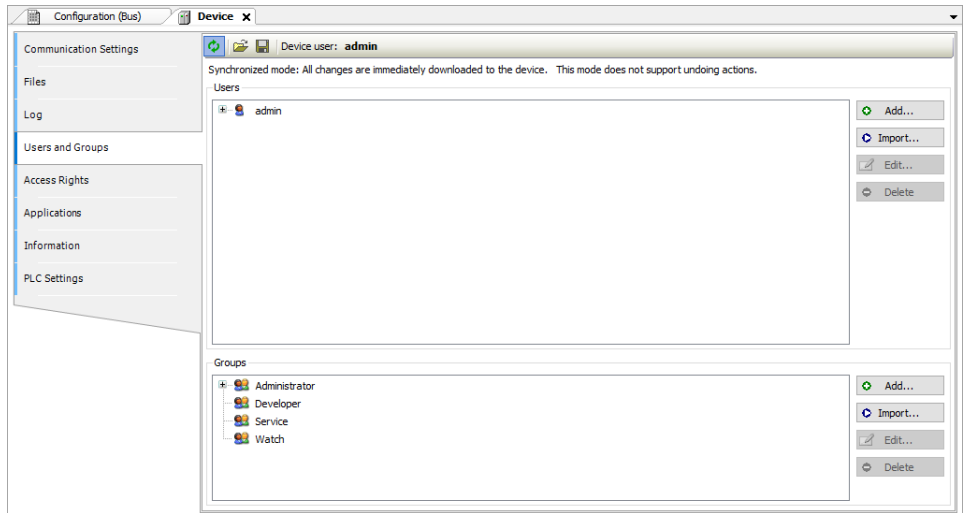 Configuration (Bus)
Device X
Communication Settings
Files
Log
Users and Groups
Access Rights
Applications
Information
PLC Settings
Device user: admin
Synchronized mode: All changes are immediately downloaded to the device. This mode does not support undoing actions.
Users
admin
Add...
Import...
Edit...
Delete
Groups
Administrator
Developer
Service
Watch
Add...
Import...
Edit...
Delete